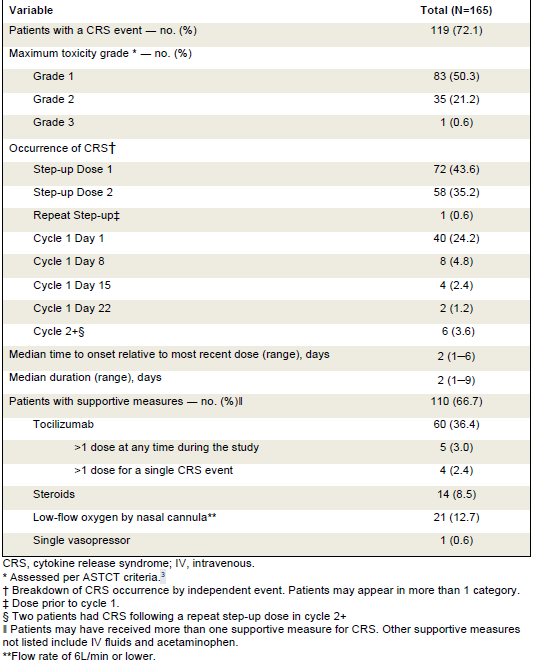 Variable Total (N=165)
Patients with a CRS event — no. (%) 119 (72.1)
Maximum toxicity grade * — no. (%)
Grade 1 83 (50.3)
Grade 2 35 (21.2)
Grade 3 1 (0.6)
Occurrence of CRS†
Step-up Dose 1 72 (43.6)
Step-up Dose 2 58 (35.2)
Repeat Step-up‡ 1 (0.6)
Cycle 1 Day 1 40 (24.2)
Cycle 1 Day 8 8 (4.8)
Cycle 1 Day 15 4 (2.4)
Cycle 1 Day 22 2 (1.2)
Cycle 2+§ 6 (3.6)
Median time to onset relative to most recent dose (range), days 2 (1–6)
Median duration (range), days 2 (1–9)
Patients with supportive measures — no. (%)‖ 110 (66.7)
Tocilizumab 60 (36.4)
>1 dose at any time during the study 5 (3.0)
>1 dose for a single CRS event 4 (2.4)
Steroids 14 (8.5)
Low-flow oxygen by nasal cannula** 21 (12.7)
Single vasopressor 1 (0.6)
CRS, cytokine release syndrome; IV, intravenous.
* Assessed per ASTCT criteria.3
† Breakdown of CRS occurrence by independent event. Patients may appear in more than 1 category.
‡ Dose prior to cycle 1.
§ Two patients had CRS following a repeat step-up dose in cycle 2+
‖ Patients may have received more than one supportive measure for CRS. Other supportive measures
not listed include IV fluids and acetaminophen.
**Flow rate of 6L/min or lower.